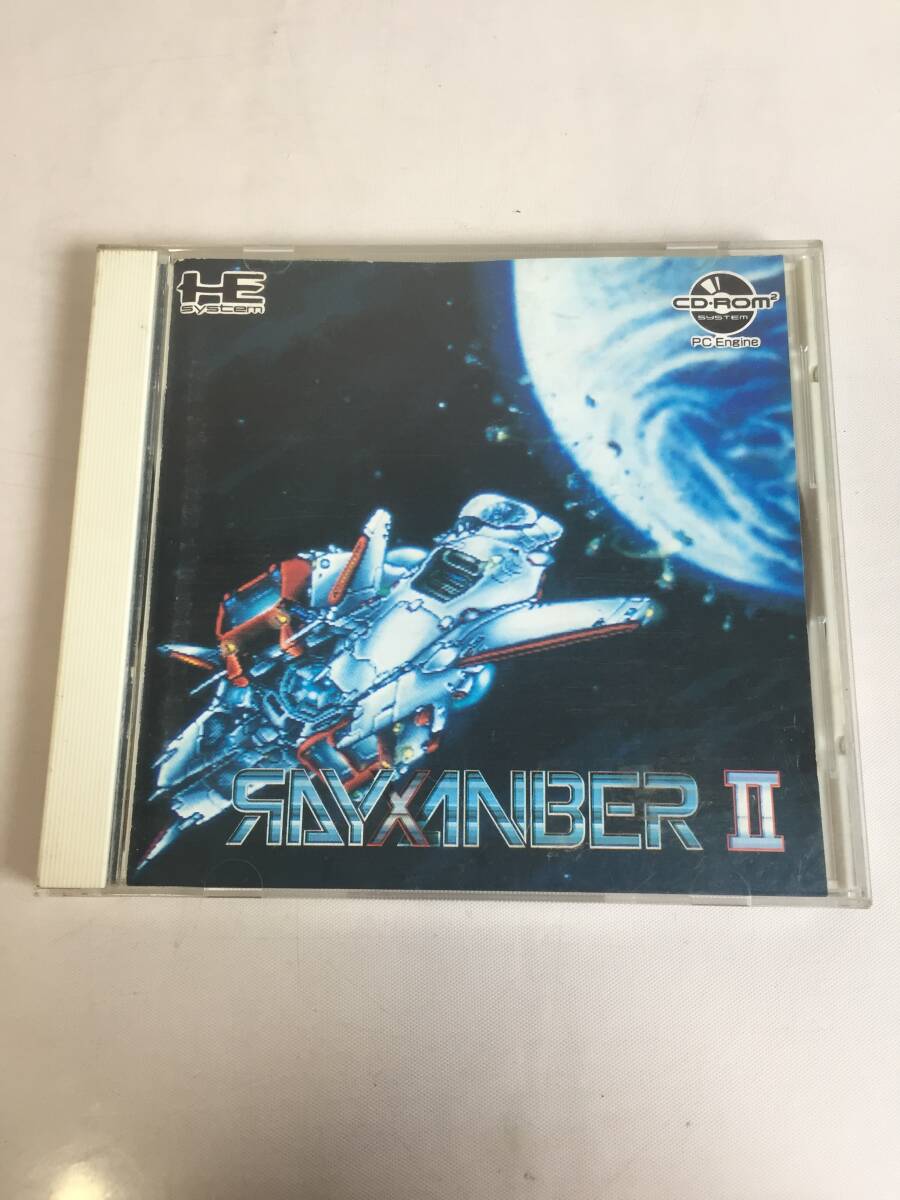 HE
system
CD-ROM²
SYSTEM
PC Engine
RAYXANBER II